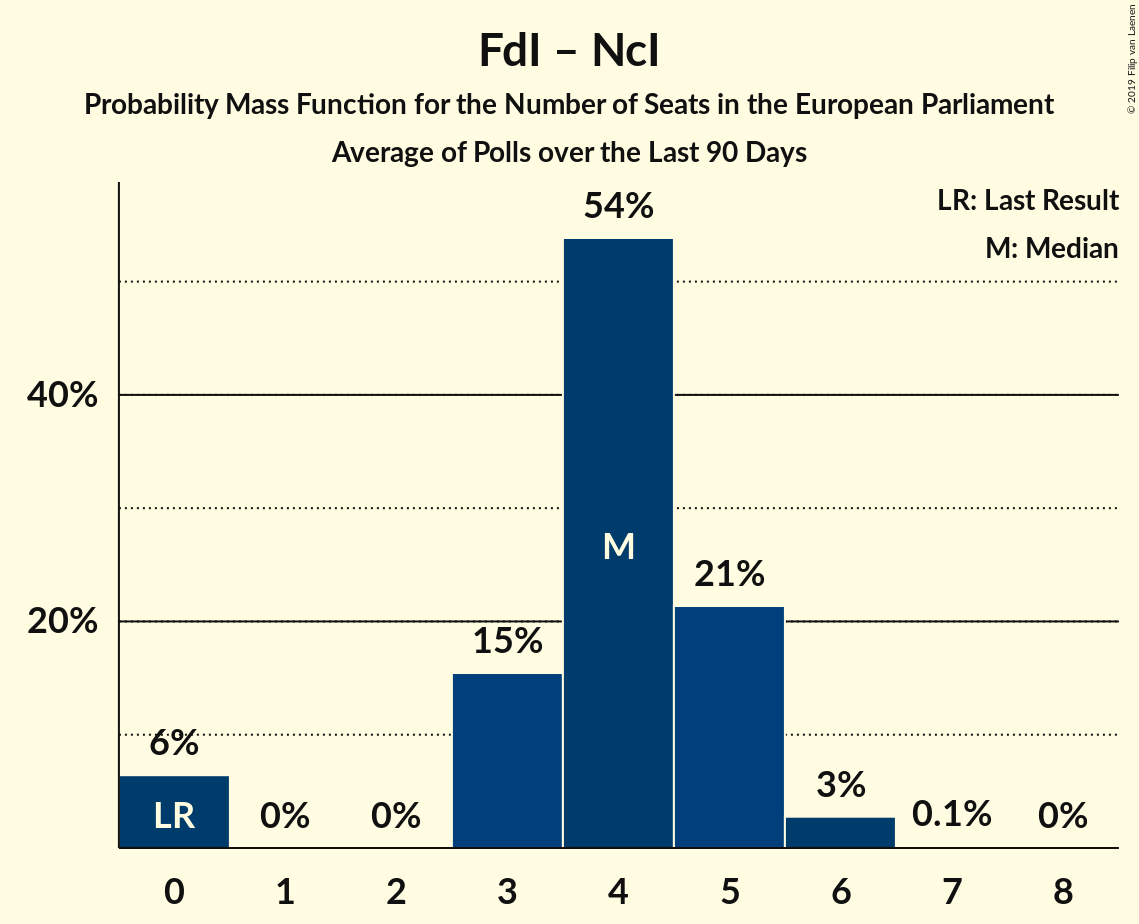 FdI – NcI
Probability Mass Function for the Number of Seats in the European Parliament
Average of Polls over the Last 90 Days
© 2019 Filip van Laenen
LR: Last Result
M: Median
54%
40%
M
21%
20%
15%
6%
3%
LR
0%
0%
0.1%
0%
0 1 2 3 4 5 6 7 8